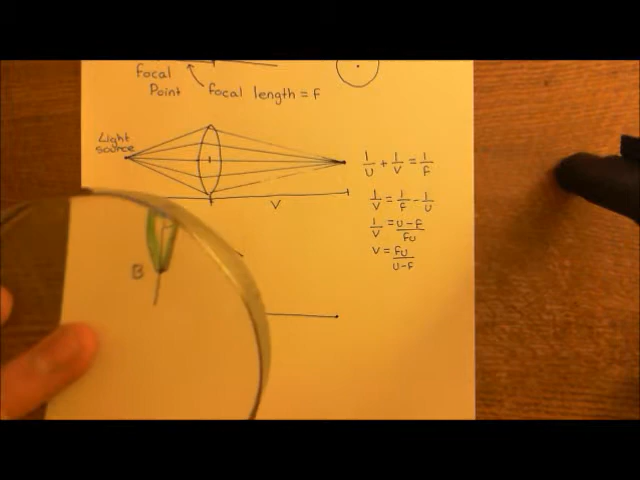 focal
Point
focal length = F
Light
source
V
B
1/U + 1/V = 1/F
1/V = 1/F - 1/U
1/V = U-F/FU
V = FU/U-F